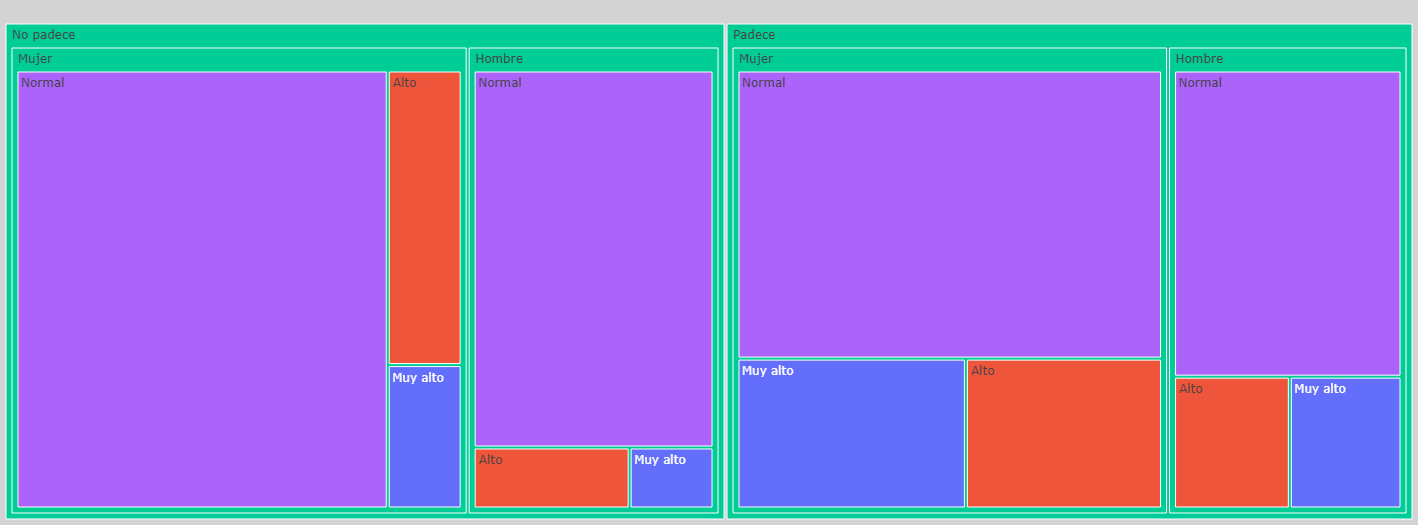 No padece
Mujer
Normal
Alto
Muy alto
Hombre
Normal
Alto
Muy alto
Padece
Mujer
Normal
Muy alto
Alto
Hombre
Normal
Alto
Muy alto